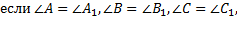 если ∠A = ∠A₁, ∠B = ∠B₁, ∠C = ∠C₁,